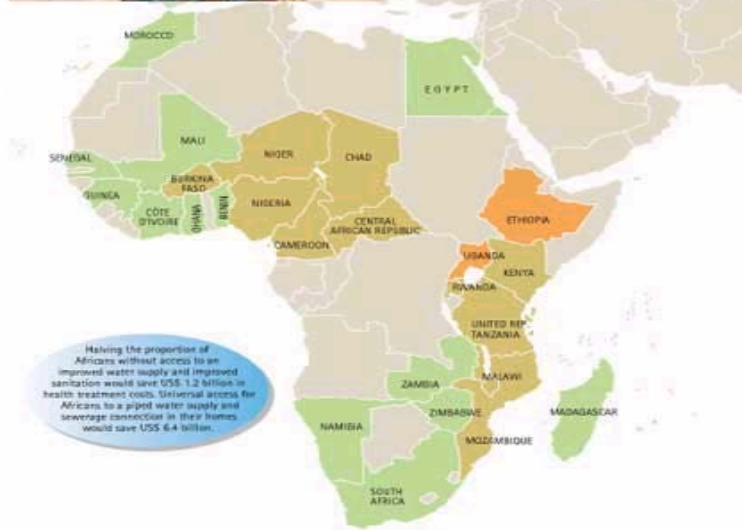 MOROCCO
EGYPT
MALI
NIGER
CHAD
SENEGAL
BURKINA
FASO
GUINEA
NIGERIA
CÔTE
D'IVOIRE
GHANA
BENIN
CENTRAL
AFRICAN REPUBLIC
ETHIOPIA
CAMEROON
UGANDA
KENYA
RWANDA
UNITED REP.
TANZANIA
Halving the proportion of
Africans without access to an
improved water supply and improved
sanitation would save US$ 1.2 billion in
health treatment costs. Universal access for
Africans to a piped water supply and
sewerage connection in their homes
would save US$ 6.4 billion.
MALAWI
ZAMBIA
ZIMBABWE
MADAGASCAR
NAMIBIA
MOZAMBIQUE
SOUTH
AFRICA